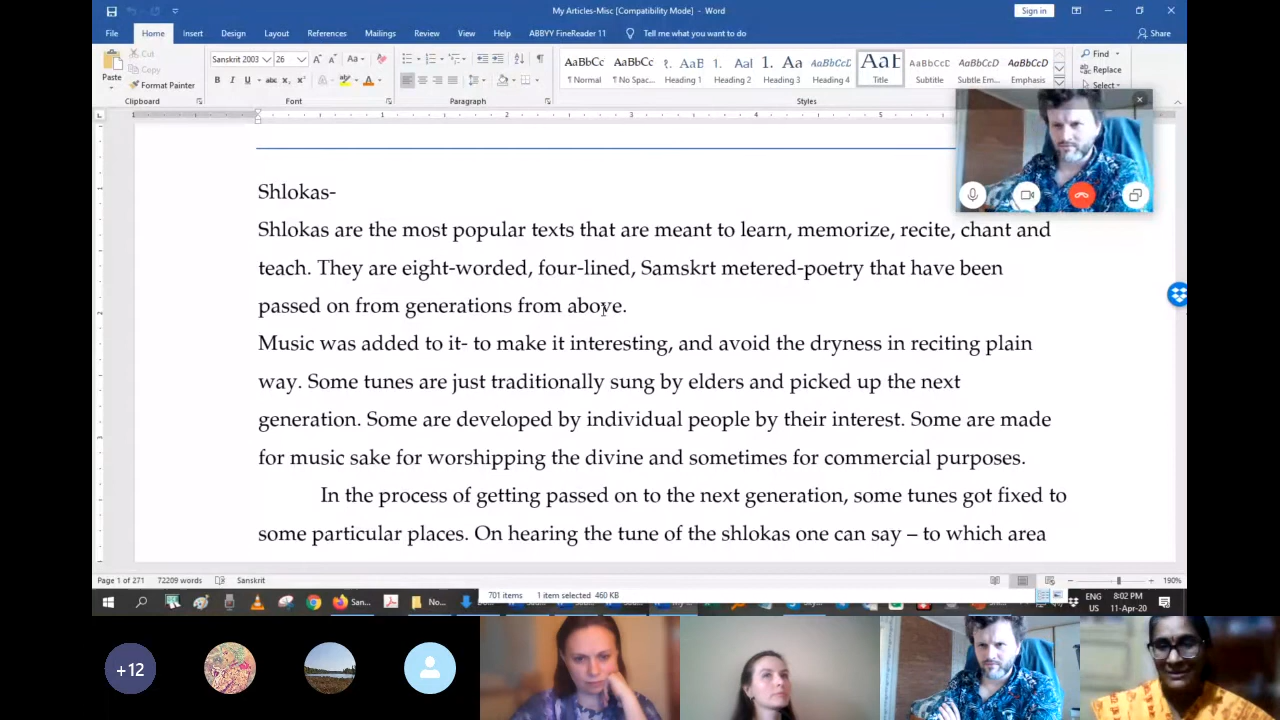 My Articles-Misc [Compatibility Mode] - Word
Sign in
File Home Insert Design Layout References Mailings Review View Help ABBYY FineReader 11 Tell me what you want to do Share
Paste
Cut
Copy
Format Painter
Clipboard
Sanskrit 2003 26
Font
Paragraph
AaBbCc AaBbCc AaBbCc AaBbCcD AaBbCc
¶ Normal ¶ No Spac... Heading 1 Heading 2 Heading 3 Heading 4 Title Subtitle Subtle Em... Emphasis
Styles
Find
Replace
Select
Shlokas-
Shlokas are the most popular texts that are meant to learn, memorize, recite, chant and
teach. They are eight-worded, four-lined, Samskrt metered-poetry that have been
passed on from generations from above.
Music was added to it- to make it interesting, and avoid the dryness in reciting plain
way. Some tunes are just traditionally sung by elders and picked up the next
generation. Some are developed by individual people by their interest. Some are made
for music sake for worshipping the divine and sometimes for commercial purposes.
In the process of getting passed on to the next generation, some tunes got fixed to
some particular places. On hearing the tune of the shlokas one can say – to which area
Page 1 of 271 72209 words Sanskrit 190%
701 items 1 item selected 460 KB
San... No...
ENG
US
8:02 PM
11-Apr-20
+12